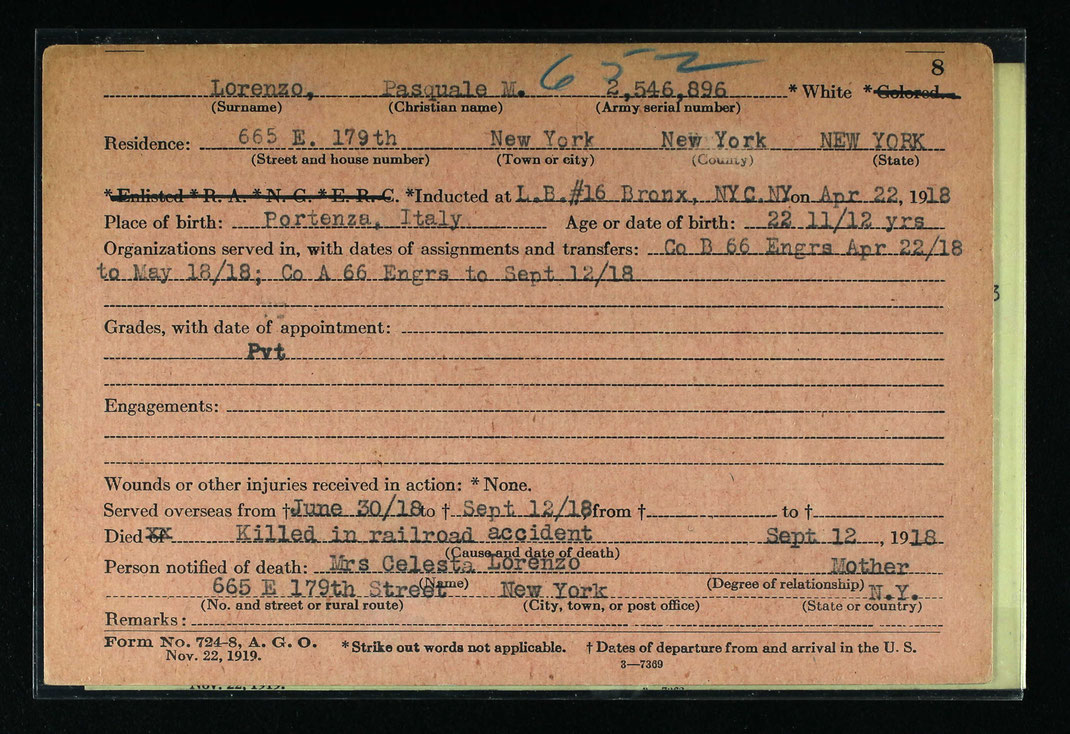 652
8
Lorenzo, Pasquale M. 2,546,896 * White * Colored.
(Surname) (Christian name) (Army serial number)
Residence: 665 E. 179th New York New York NEW YORK
(Street and house number) (Town or city) (County) (State)
* Enlisted * R. A. * N. G. * E. R. C. *Inducted at L.B.#16 Bronx, NYC.NY on Apr 22, 1918
Place of birth: Portenza, Italy Age or date of birth: 22 11/12 yrs
Organizations served in, with dates of assignments and transfers: Co B 66 Engrs Apr 22/18
to May 18/18; Co A 66 Engrs to Sept 12/18
Grades, with date of appointment:
Pvt
Engagements:
Wounds or other injuries received in action: * None.
Served overseas from † June 30/18 to † Sept 12/18 from † to †
Died Killed in railroad accident Sept 12, 1918
(Cause and date of death)
Person notified of death: Mrs Celesta Lorenzo Mother
(Name) (Degree of relationship)
665 E 179th Street New York N.Y.
(No. and street or rural route) (City, town, or post office) (State or country)
Remarks:
Form No. 724-8, A. G. O. * Strike out words not applicable. † Dates of departure from and arrival in the U. S.
Nov. 22, 1919. 3—7369
3
Nov. 22, 1919.